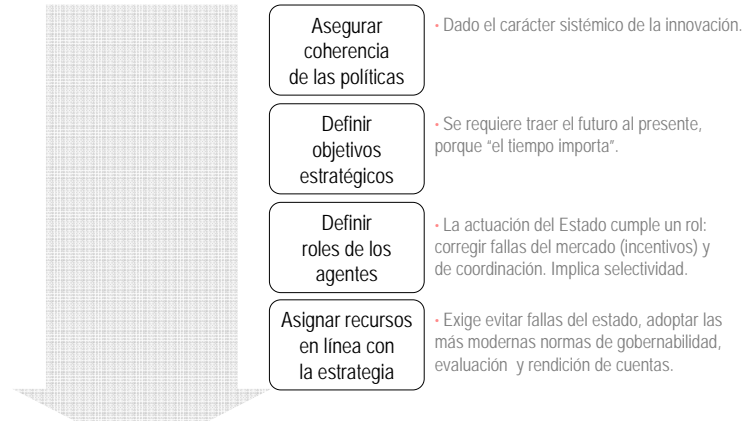 Asegurar
coherencia
de las políticas
• Dado el carácter sistémico de la innovación.
Definir
objetivos
estratégicos
• Se requiere traer el futuro al presente,
porque “el tiempo importa”.
Definir
roles de los
agentes
• La actuación del Estado cumple un rol:
corregir fallas del mercado (incentivos) y
de coordinación. Implica selectividad.
Asignar recursos
en línea con
la estrategia
• Exige evitar fallas del estado, adoptar las
más modernas normas de gobernabilidad,
evaluación y rendición de cuentas.